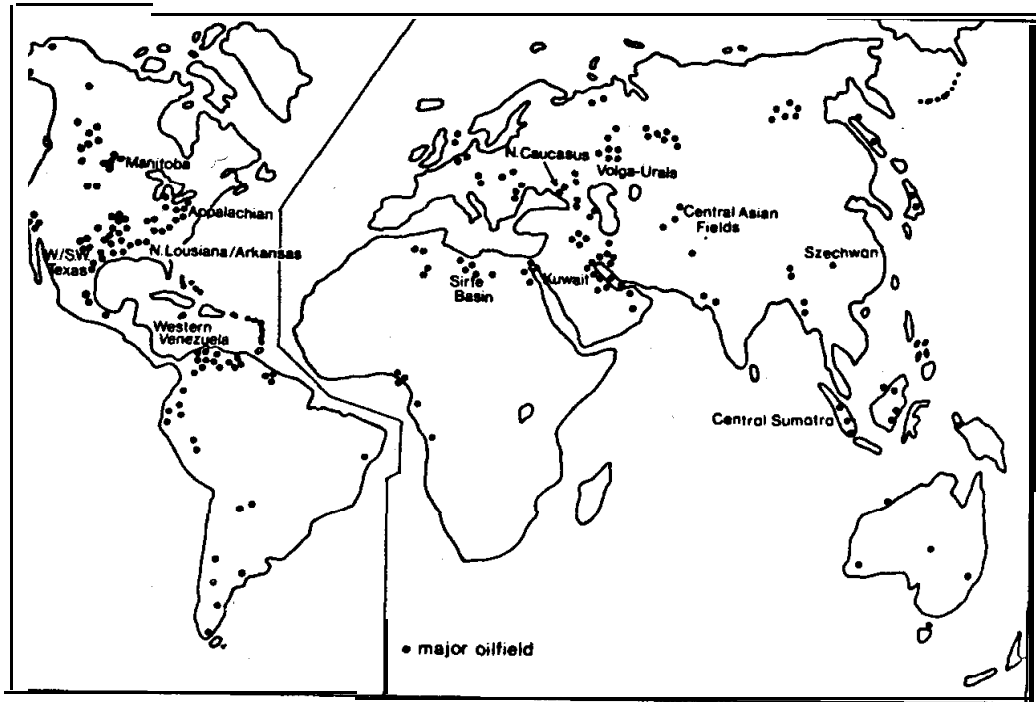 Manitoba
Appalachian
N.Lousiana/Arkansas
W./S.W.
Texas
Western
Venezuela
N.Caucasus
Volga-Urals
Central Asian
Fields
Szechwan
Kuwait
Sirte
Basin
Central Sumatra
major oilfield